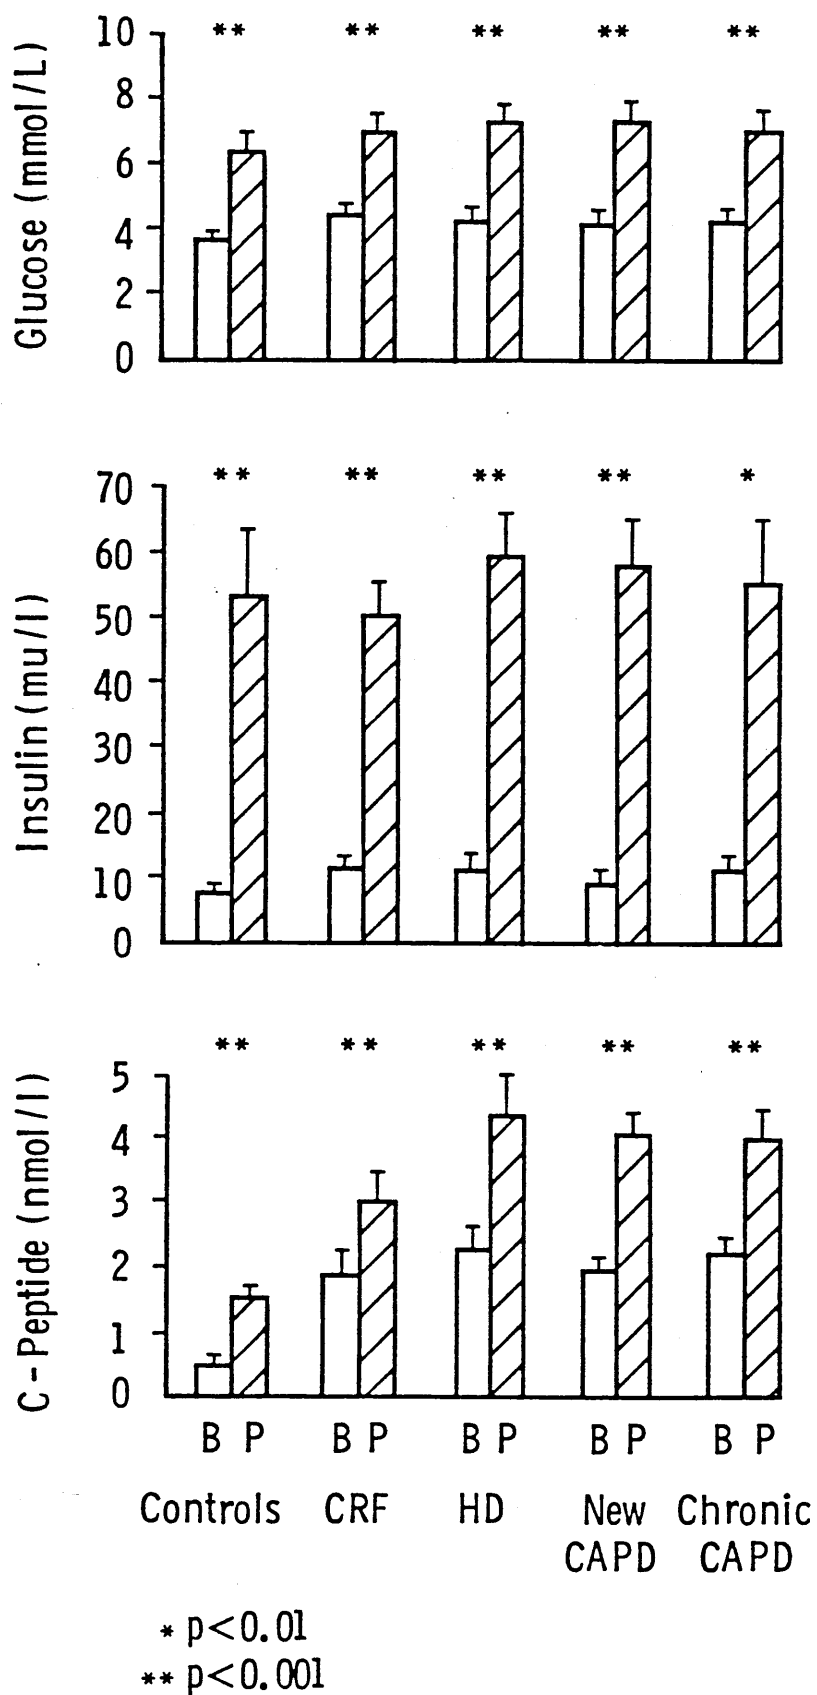 Glucose (mmol/L)
10 ** ** ** ** **
8
6
4
2
0
Insulin (mu/l)
70 ** ** ** ** *
60
50
40
30
20
10
0
C-Peptide (nmol/l)
** ** ** ** **
5
4
3
2
1
0
B P B P B P B P B P
Controls CRF HD New Chronic
CAPD CAPD
* p<0.01
** p<0.001